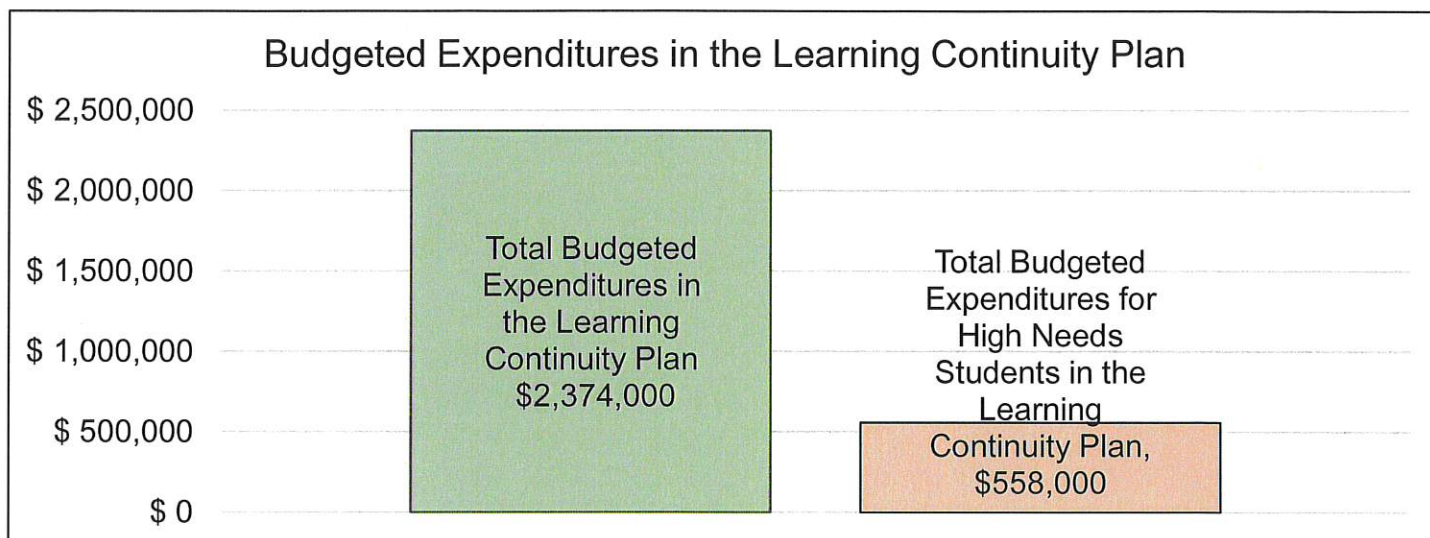 Budgeted Expenditures in the Learning Continuity Plan
$ 2,500,000
$ 2,000,000
$ 1,500,000
$ 1,000,000
$ 500,000
$ 0
Total Budgeted
Expenditures in
the Learning
Continuity Plan
$2,374,000
Total Budgeted
Expenditures for
High Needs
Students in the
Learning
Continuity Plan,
$558,000